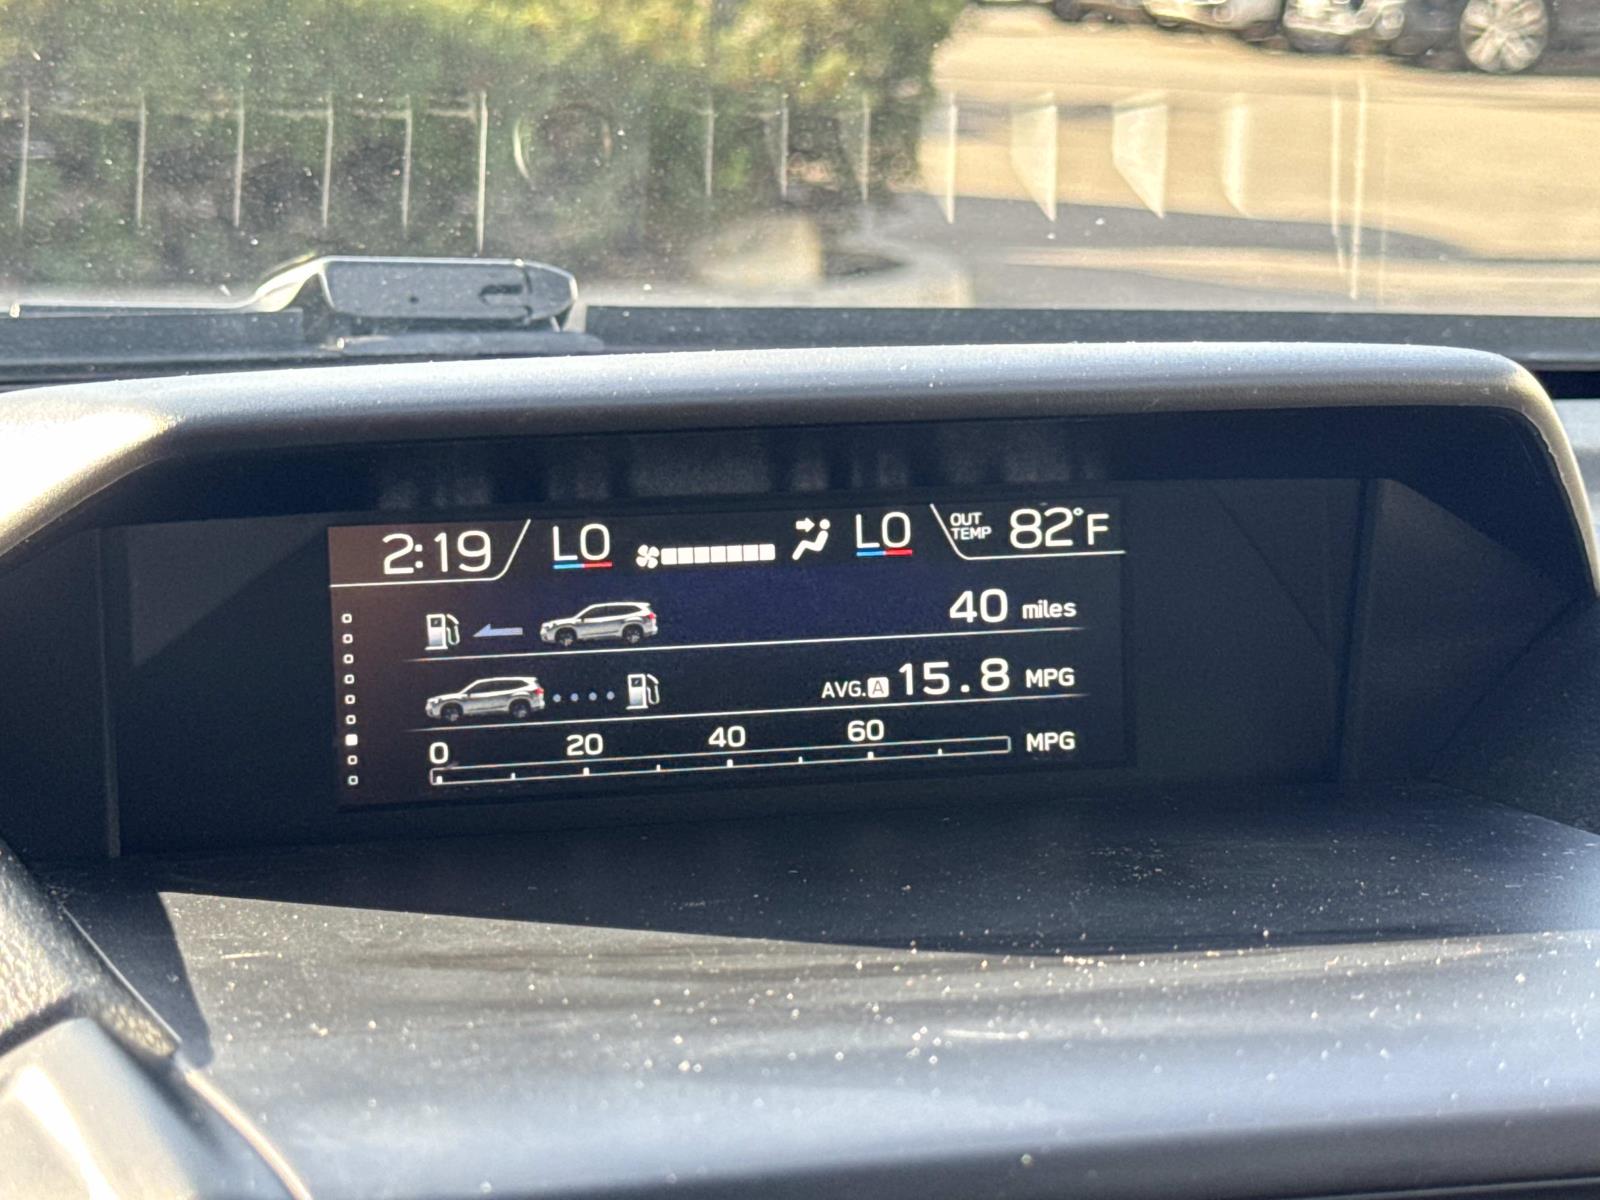 2:19 LO LO OUT TEMP 82°F
40 miles
AVG. A 15.8 MPG
0 20 40 60 MPG